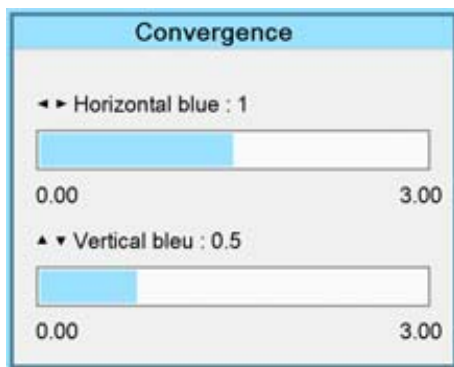 Convergence
◄ ► Horizontal blue : 1
0.00 3.00
▲ ▼ Vertical bleu : 0.5
0.00 3.00